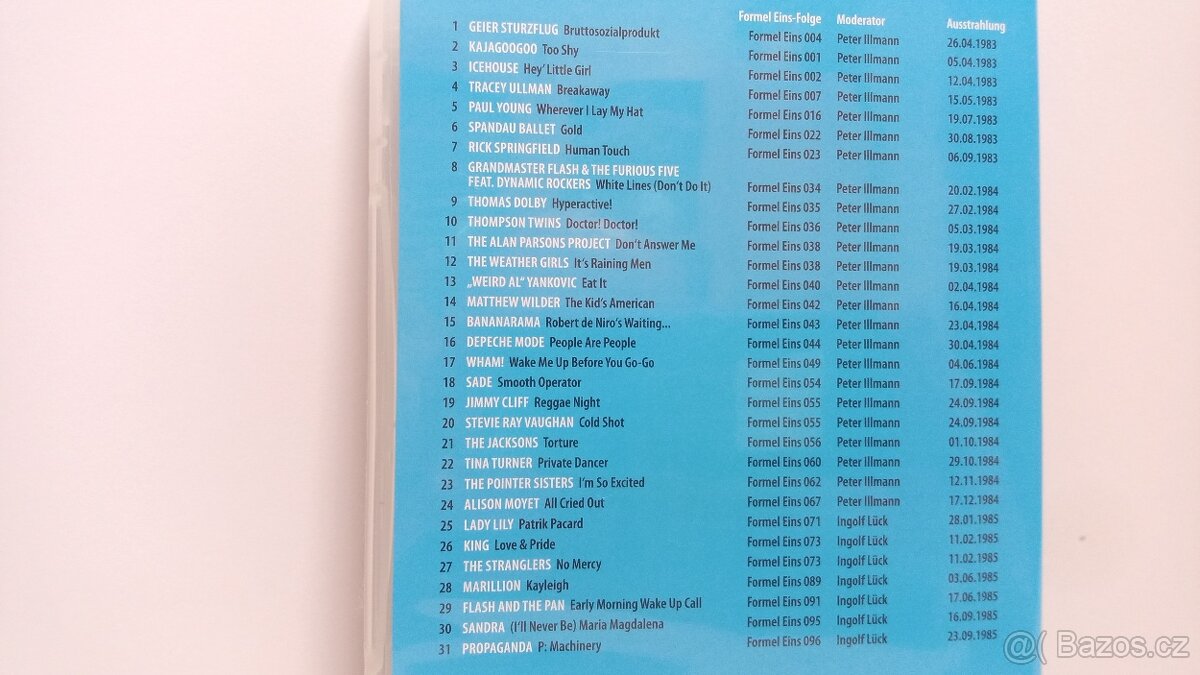 Formel Eins-Folge Moderator Ausstrahlung
1 GEIER STURZFLUG Bruttosozialprodukt Formel Eins 004 Peter Illmann 26.04.1983
2 KAJAGOOGOO Too Shy Formel Eins 001 Peter Illmann 05.04.1983
3 ICEHOUSE Hey' Little Girl Formel Eins 002 Peter Illmann 12.04.1983
4 TRACEY ULLMAN Breakaway Formel Eins 007 Peter Illmann 15.05.1983
5 PAUL YOUNG Wherever I Lay My Hat Formel Eins 016 Peter Illmann 19.07.1983
6 SPANDAU BALLET Gold Formel Eins 022 Peter Illmann 30.08.1983
7 RICK SPRINGFIELD Human Touch Formel Eins 023 Peter Illmann 06.09.1983
8 GRANDMASTER FLASH & THE FURIOUS FIVE
FEAT. DYNAMIC ROCKERS White Lines (Don't Do It) Formel Eins 034 Peter Illmann 20.02.1984
9 THOMAS DOLBY Hyperactive! Formel Eins 035 Peter Illmann 27.02.1984
10 THOMPSON TWINS Doctor! Doctor! Formel Eins 036 Peter Illmann 05.03.1984
11 THE ALAN PARSONS PROJECT Don't Answer Me Formel Eins 038 Peter Illmann 19.03.1984
12 THE WEATHER GIRLS It's Raining Men Formel Eins 038 Peter Illmann 19.03.1984
13 „WEIRD AL" YANKOVIC Eat It Formel Eins 040 Peter Illmann 02.04.1984
14 MATTHEW WILDER The Kid's American Formel Eins 042 Peter Illmann 16.04.1984
15 BANANARAMA Robert de Niro's Waiting... Formel Eins 043 Peter Illmann 23.04.1984
16 DEPECHE MODE People Are People Formel Eins 044 Peter Illmann 30.04.1984
17 WHAM! Wake Me Up Before You Go-Go Formel Eins 049 Peter Illmann 04.06.1984
18 SADE Smooth Operator Formel Eins 054 Peter Illmann 17.09.1984
19 JIMMY CLIFF Reggae Night Formel Eins 055 Peter Illmann 24.09.1984
20 STEVIE RAY VAUGHAN Cold Shot Formel Eins 055 Peter Illmann 24.09.1984
21 THE JACKSONS Torture Formel Eins 056 Peter Illmann 01.10.1984
22 TINA TURNER Private Dancer Formel Eins 060 Peter Illmann 29.10.1984
23 THE POINTER SISTERS I'm So Excited Formel Eins 062 Peter Illmann 12.11.1984
24 ALISON MOYET All Cried Out Formel Eins 067 Peter Illmann 17.12.1984
25 LADY LILY Patrik Pacard Formel Eins 071 Ingolf Lück 28.01.1985
26 KING Love & Pride Formel Eins 073 Ingolf Lück 11.02.1985
27 THE STRANGLERS No Mercy Formel Eins 073 Ingolf Lück 11.02.1985
28 MARILLION Kayleigh Formel Eins 089 Ingolf Lück 03.06.1985
29 FLASH AND THE PAN Early Morning Wake Up Call Formel Eins 091 Ingolf Lück 17.06.1985
30 SANDRA (I'll Never Be) Maria Magdalena Formel Eins 095 Ingolf Lück 16.09.1985
31 PROPAGANDA P: Machinery Formel Eins 096 Ingolf Lück 23.09.1985
@( Bazos.cz